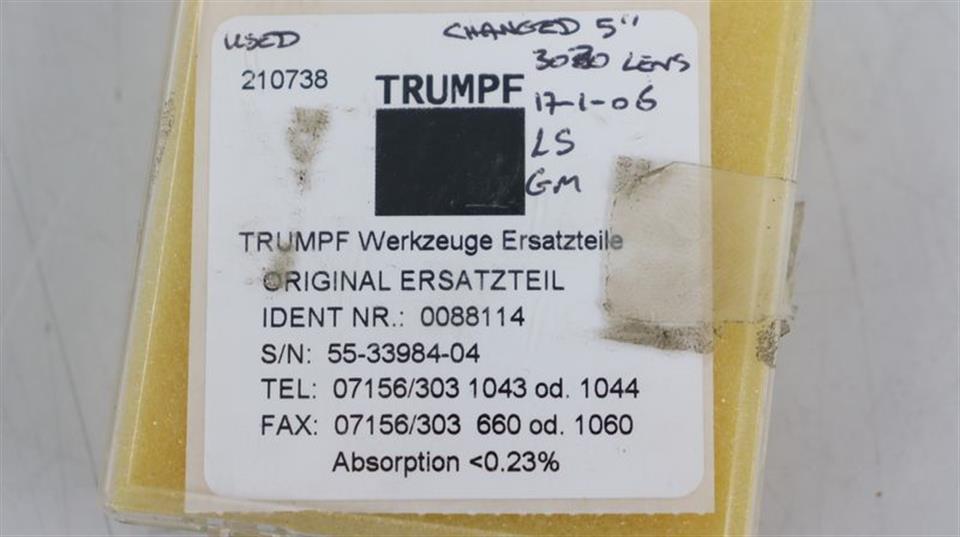 USED
CHANGED 5"
3030 LENS
210738
TRUMPF
17-1-06
LS
GM
TRUMPF Werkzeuge Ersatzteile
ORIGINAL ERSATZTEIL
IDENT NR.: 0088114
S/N: 55-33984-04
TEL: 07156/303 1043 od. 1044
FAX: 07156/303 660 od. 1060
Absorption <0.23%